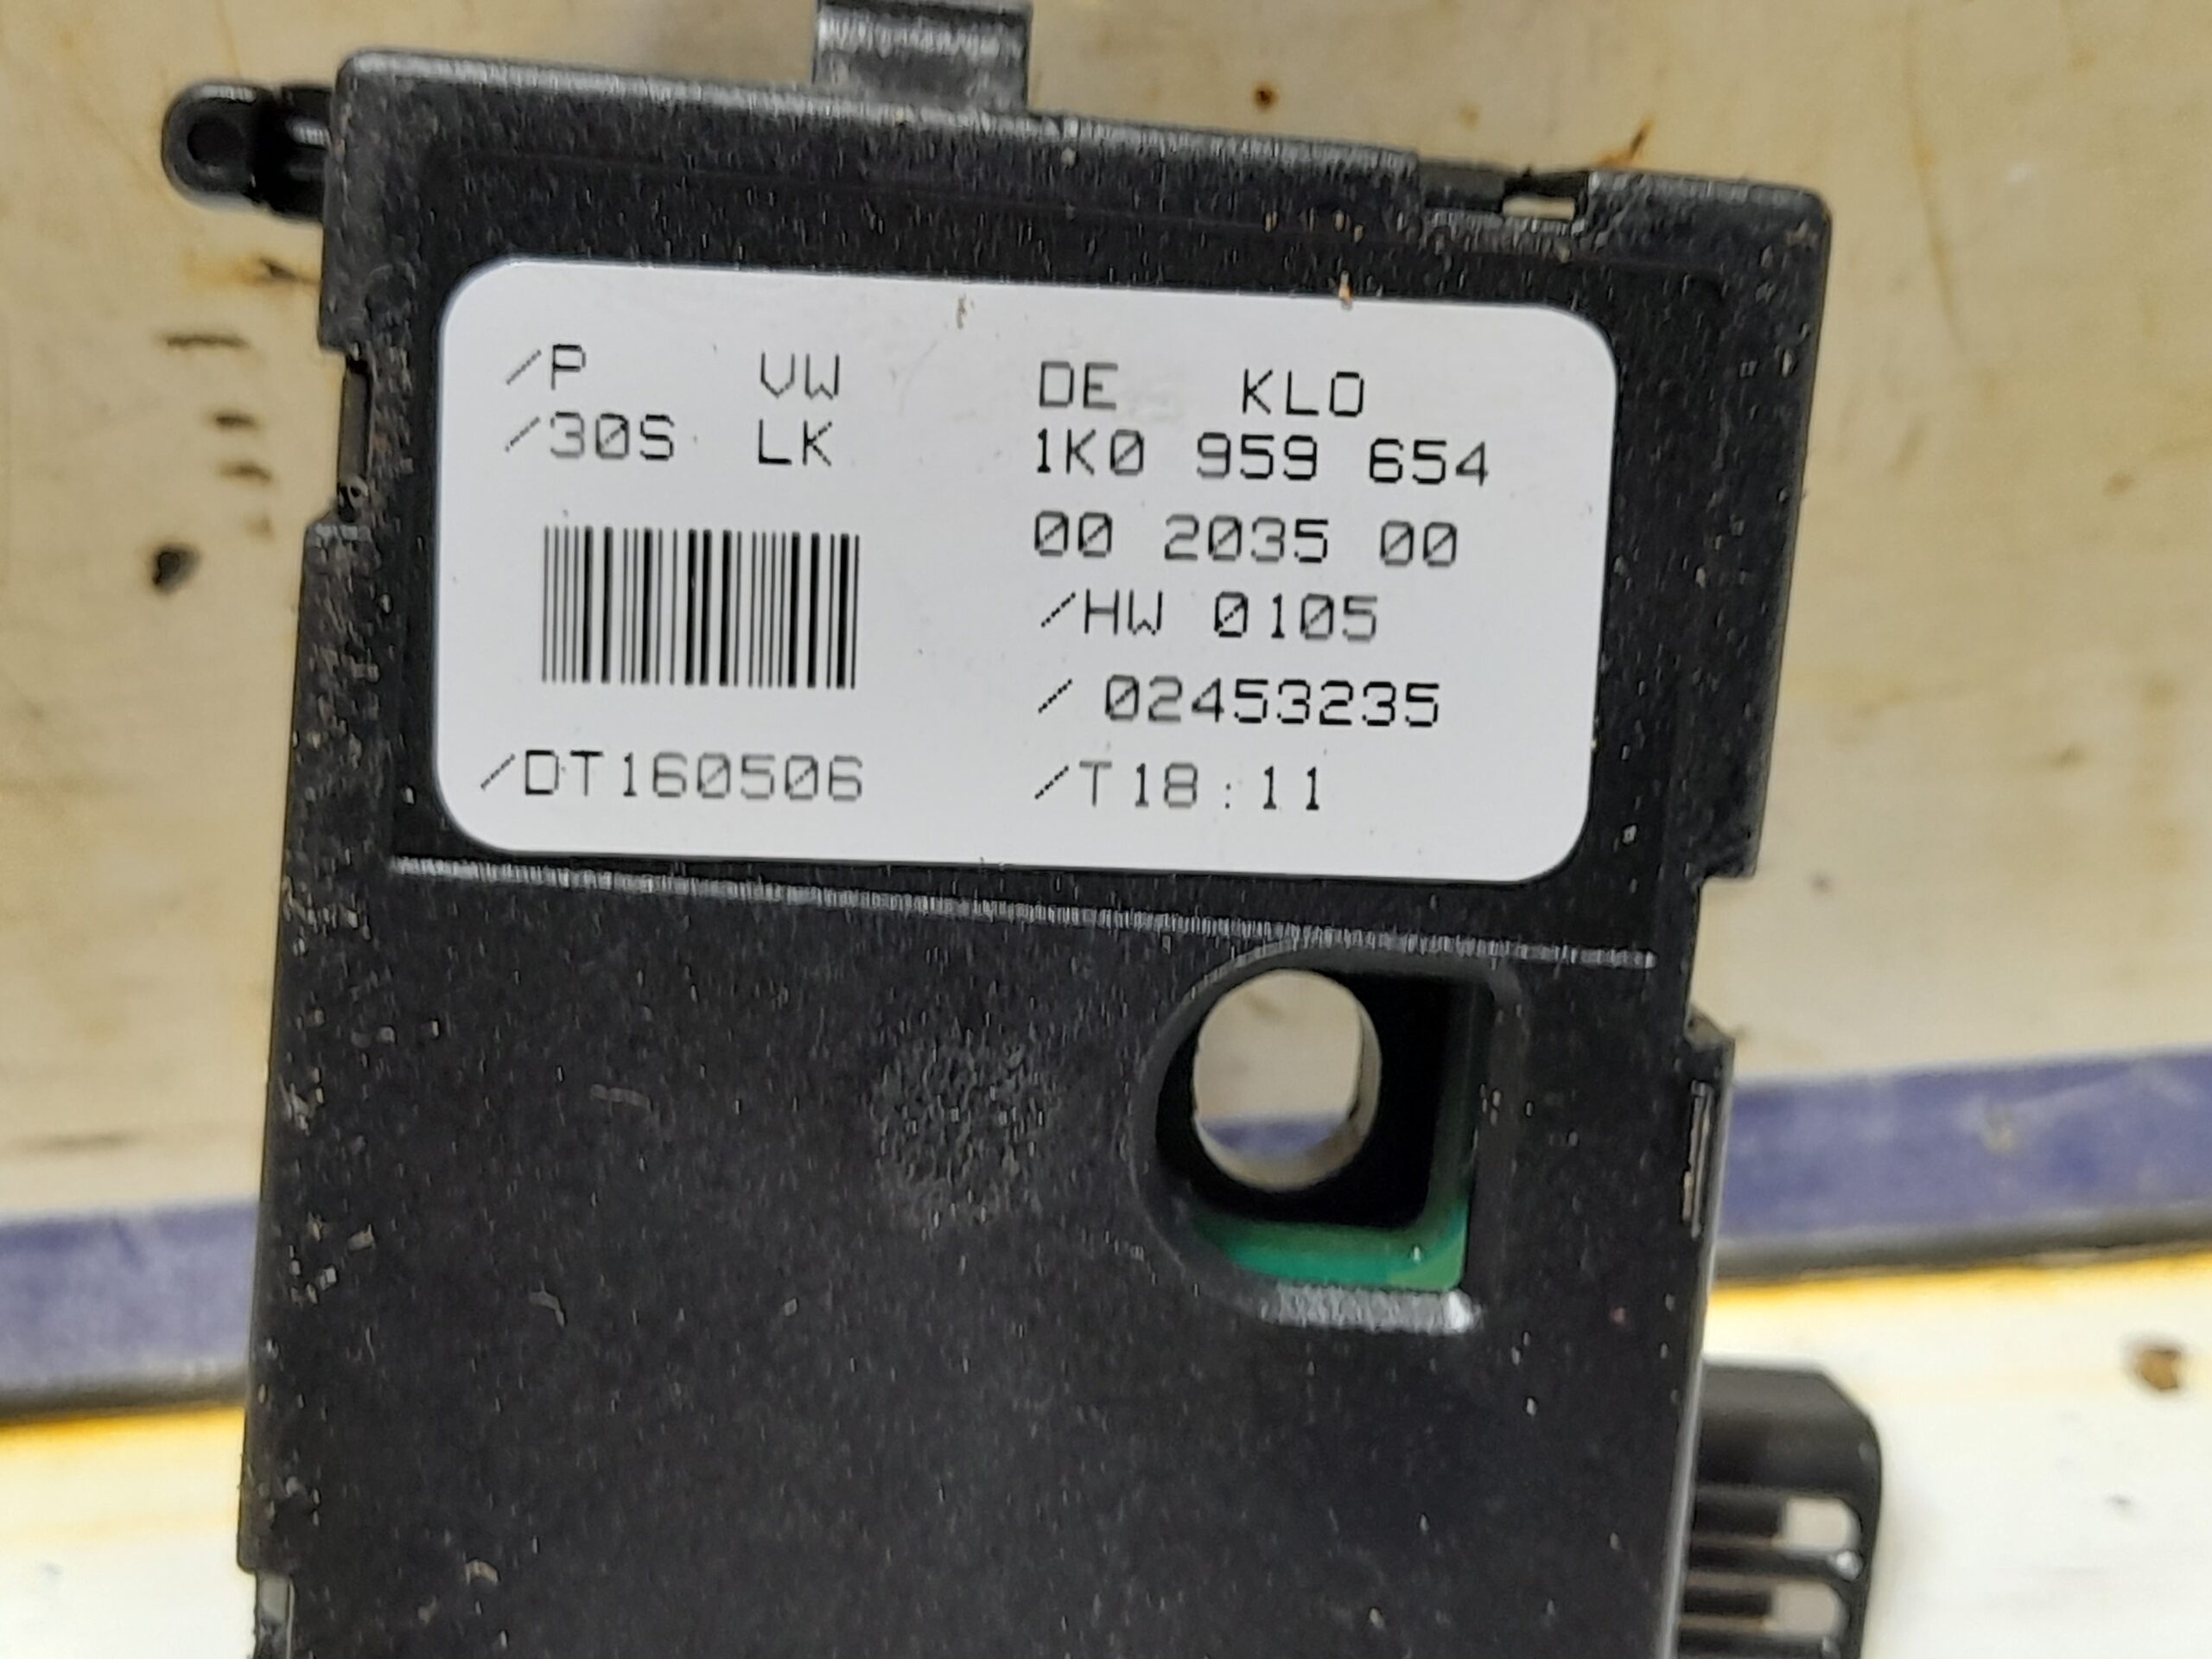 /P VW DE KLO
/30S LK 1K0 959 654
00 2035 00
/HW 0105
/ 02453235
/DT160506 /T18:11